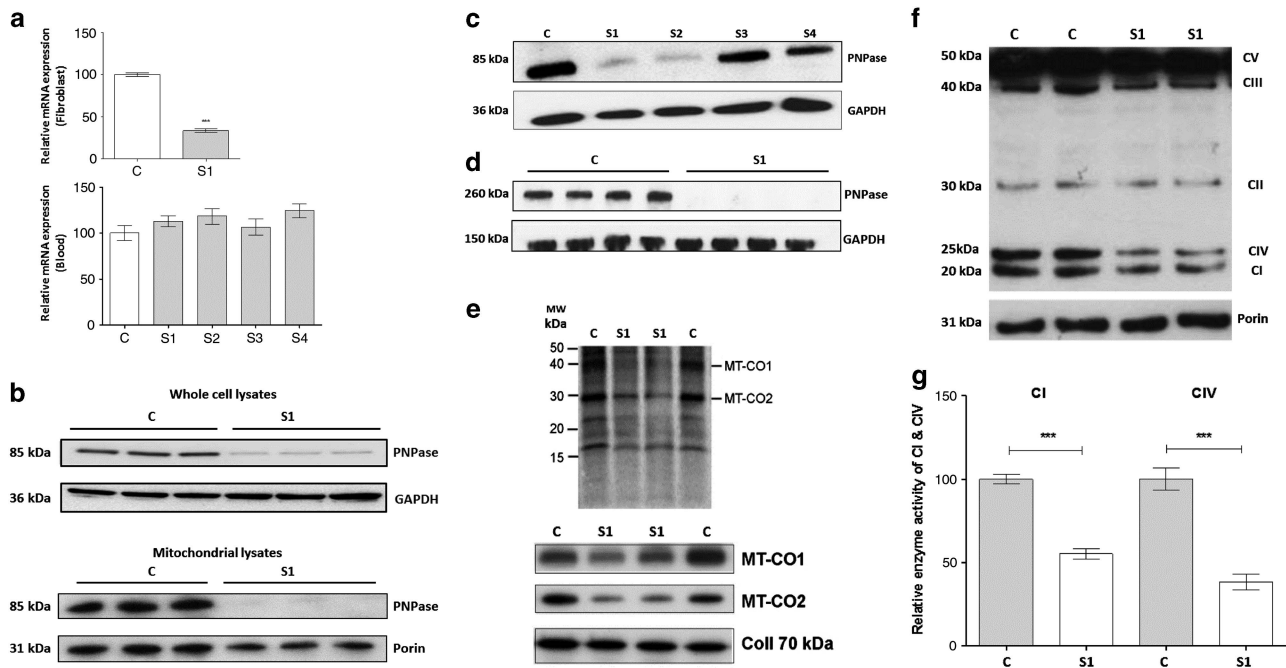 a
Relative mRNA expression
(Fibroblast)
150
100
50
0
***
C S1
Relative mRNA expression
(Blood)
150
100
50
0
C S1 S2 S3 S4
b
Whole cell lysates
C S1
85 kDa PNPase
36 kDa GAPDH
Mitochondrial lysates
C S1
85 kDa PNPase
31 kDa Porin
c
C S1 S2 S3 S4
85 kDa PNPase
36 kDa GAPDH
d
C S1
260 kDa PNPase
150 kDa GAPDH
e
MW
kDa
C S1 S1 C
50
40
30
20
15
MT-CO1
MT-CO2
C S1 S1 C
MT-CO1
MT-CO2
CoII 70 kDa
f
C C S1 S1
50 kDa CV
40 kDa CIII
30 kDa CII
25kDa CIV
20 kDa CI
31 kDa Porin
g
Relative enzyme activity of CI & CIV
150
100
50
0
CI CIV
*** ***
C S1 C S1